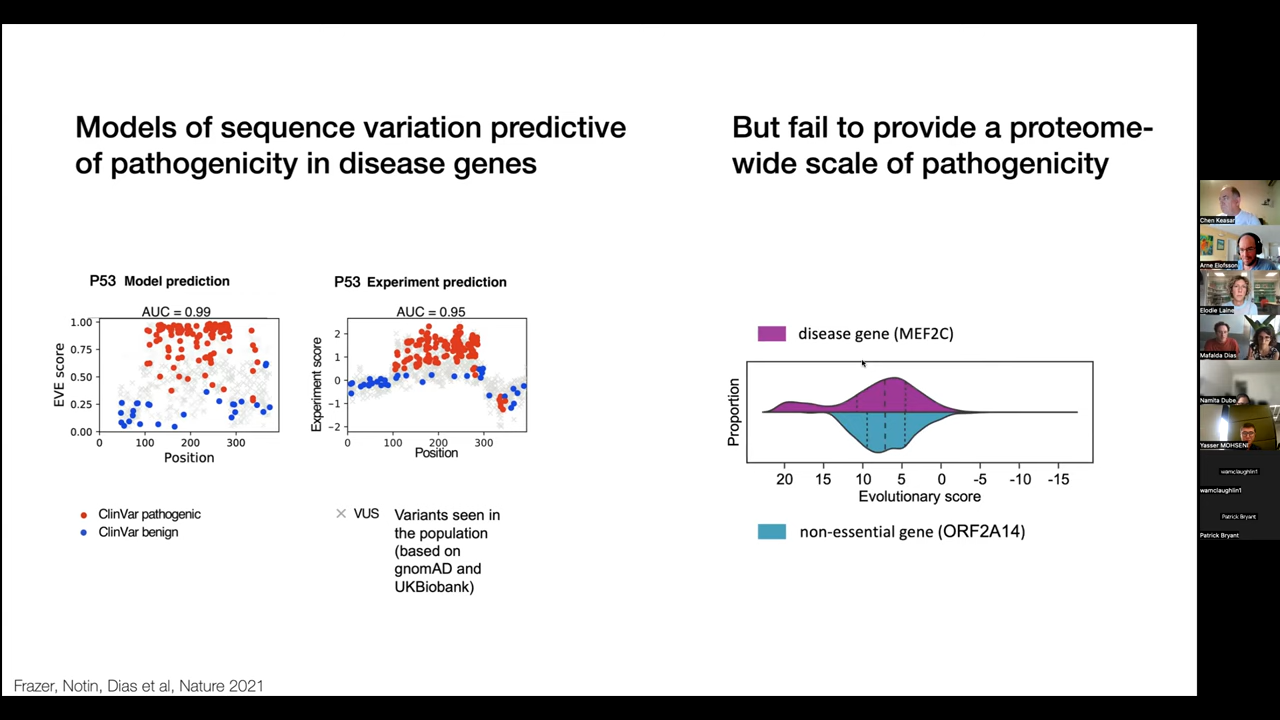 Models of sequence variation predictive
of pathogenicity in disease genes
But fail to provide a proteome-
wide scale of pathogenicity
P53 Model prediction
AUC = 0.99
1.00
0.75
0.50
0.25
0.00
EVE score
0 100 200 300
Position
P53 Experiment prediction
AUC = 0.95
2
1
0
−1
−2
Experiment score
0 100 200 300
Position
ClinVar pathogenic
ClinVar benign
VUS
Variants seen in
the population
(based on
gnomAD and
UKBiobank)
disease gene (MEF2C)
Proportion
20 15 10 5 0 -5 -10 -15
Evolutionary score
non-essential gene (ORF2A14)
Frazer, Notin, Dias et al, Nature 2021
Chen Keasar
Arne Elofsson
Elodie Laine
Mafalda Dias
Namita Dube
Yasser MOHSENI
wamclaughlin1
wamclaughlin1
Patrick Bryant
Patrick Bryant